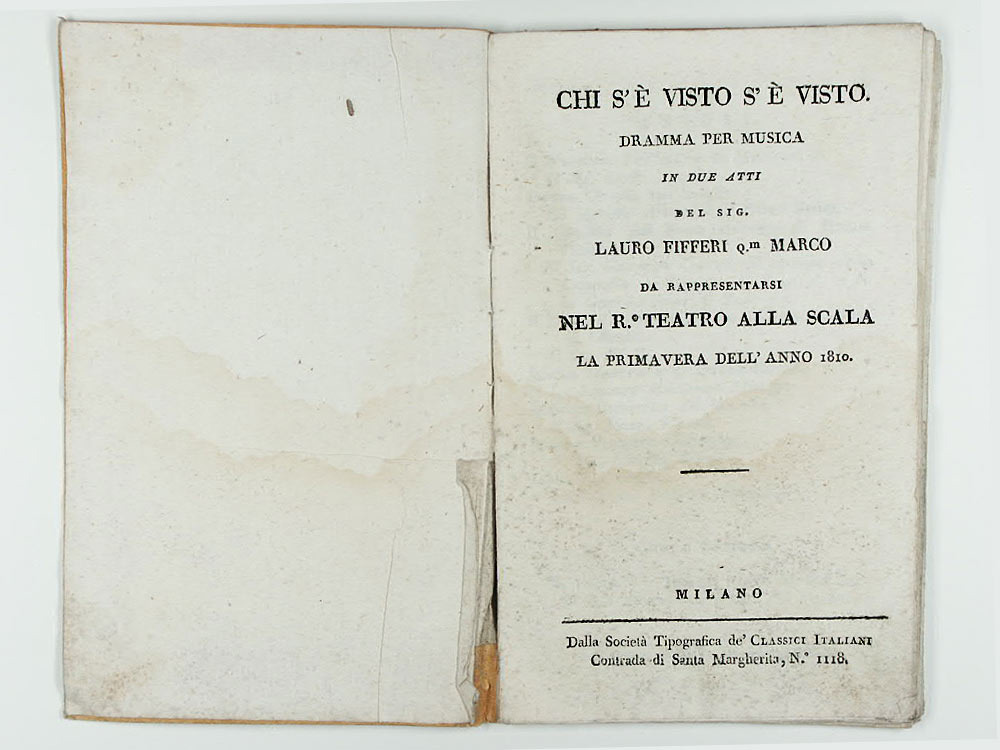 CHI S' È VISTO S' È VISTO.
DRAMMA PER MUSICA
IN DUE ATTI
DEL SIG.
LAURO FIFFERI Q.m MARCO
DA RAPPRESENTARSI
NEL R.° TEATRO ALLA SCALA
LA PRIMAVERA DELL' ANNO 1810.
MILANO
Dalla Società Tipografica de' CLASSICI ITALIANI
Contrada di Santa Margherita, N.° 1118.